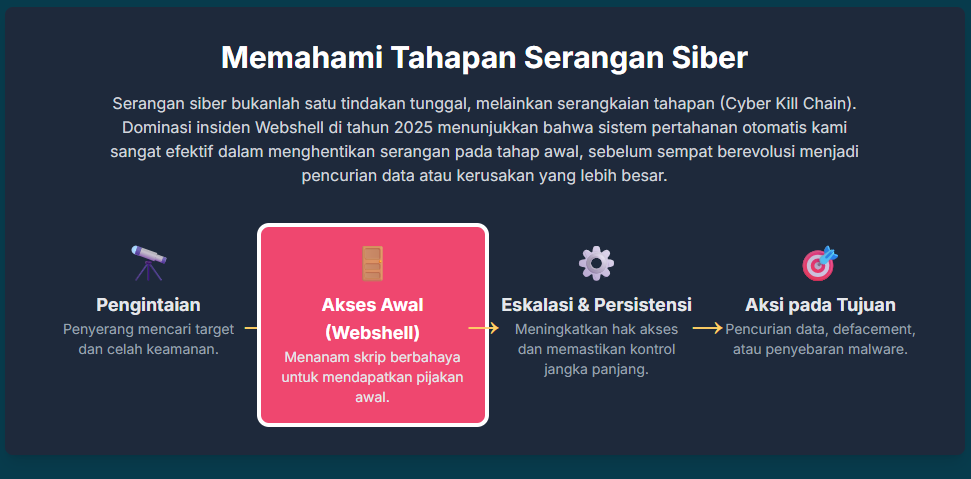 Memahami Tahapan Serangan Siber
Serangan siber bukanlah satu tindakan tunggal, melainkan serangkaian tahapan (Cyber Kill Chain).
Dominasi insiden Webshell di tahun 2025 menunjukkan bahwa sistem pertahanan otomatis kami
sangat efektif dalam menghentikan serangan pada tahap awal, sebelum sempat berevolusi menjadi
pencurian data atau kerusakan yang lebih besar.
Pengintaian
Penyerang mencari target
dan celah keamanan.
Akses Awal
(Webshell)
Menanam skrip berbahaya
untuk mendapatkan pijakan
awal.
Eskalasi & Persistensi
Meningkatkan hak akses
dan memastikan kontrol
jangka panjang.
Aksi pada Tujuan
Pencurian data, defacement,
atau penyebaran malware.